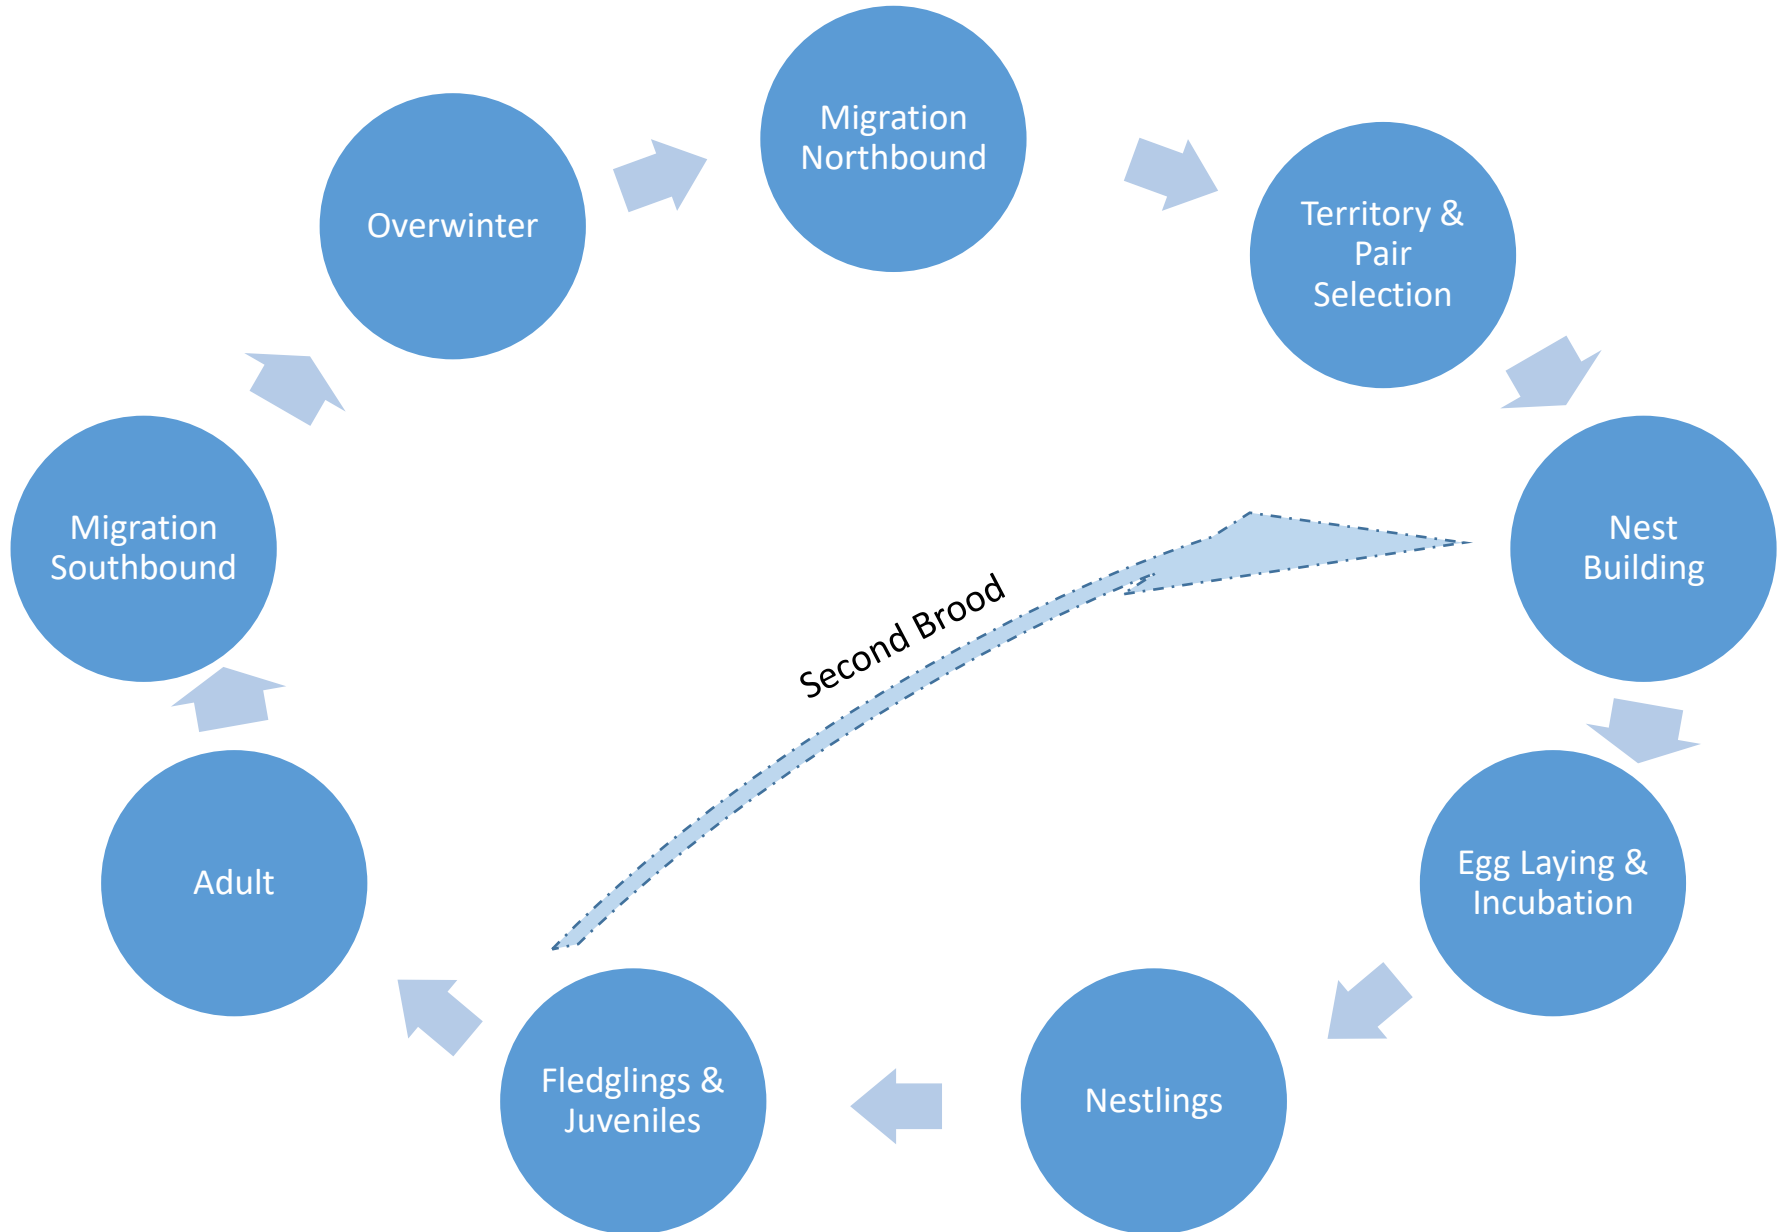 Migration
Northbound
Territory &
Pair
Selection
Nest
Building
Egg Laying &
Incubation
Nestlings
Fledglings &
Juveniles
Adult
Migration
Southbound
Overwinter
Second Brood